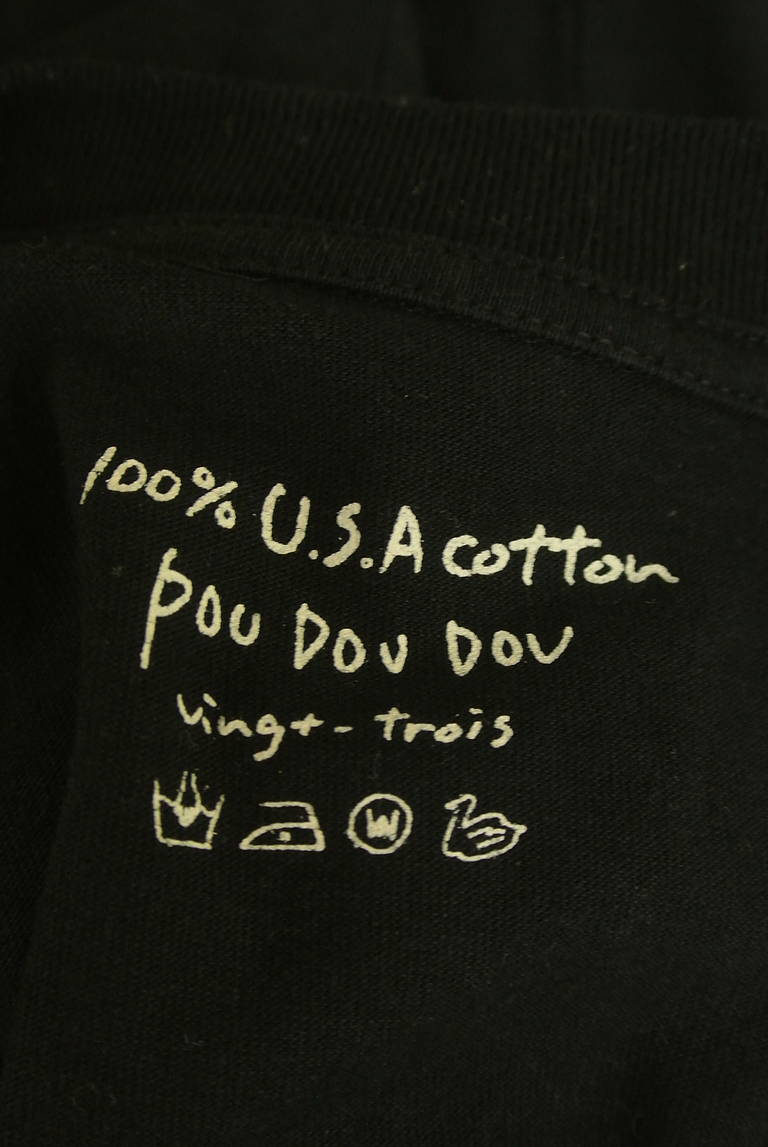 100% U.S.A cotton
POU DOU DOU
vingt-trois
W